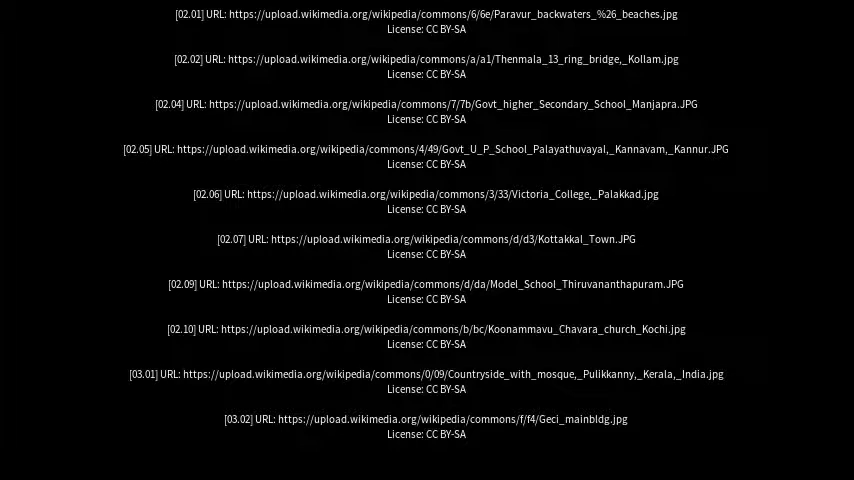 [02.01] URL: https://upload.wikimedia.org/wikipedia/commons/6/6e/Paravur_backwaters_%26_beaches.jpg
License: CC BY-SA
[02.02] URL: https://upload.wikimedia.org/wikipedia/commons/a/a1/Thenmala_13_ring_bridge,_Kollam.jpg
License: CC BY-SA
[02.04] URL: https://upload.wikimedia.org/wikipedia/commons/7/7b/Govt_higher_Secondary_School_Manjapra.JPG
License: CC BY-SA
[02.05] URL: https://upload.wikimedia.org/wikipedia/commons/4/49/Govt_U_P_School_Palayathuvayal,_Kannavam,_Kannur.JPG
License: CC BY-SA
[02.06] URL: https://upload.wikimedia.org/wikipedia/commons/3/33/Victoria_College,_Palakkad.jpg
License: CC BY-SA
[02.07] URL: https://upload.wikimedia.org/wikipedia/commons/d/d3/Kottakkal_Town.JPG
License: CC BY-SA
[02.09] URL: https://upload.wikimedia.org/wikipedia/commons/d/da/Model_School_Thiruvananthapuram.JPG
License: CC BY-SA
[02.10] URL: https://upload.wikimedia.org/wikipedia/commons/b/bc/Koonammavu_Chavara_church_Kochi.jpg
License: CC BY-SA
[03.01] URL: https://upload.wikimedia.org/wikipedia/commons/0/09/Countryside_with_mosque,_Pulikkanny,_Kerala,_India.jpg
License: CC BY-SA
[03.02] URL: https://upload.wikimedia.org/wikipedia/commons/f/f4/Geci_mainbldg.jpg
License: CC BY-SA